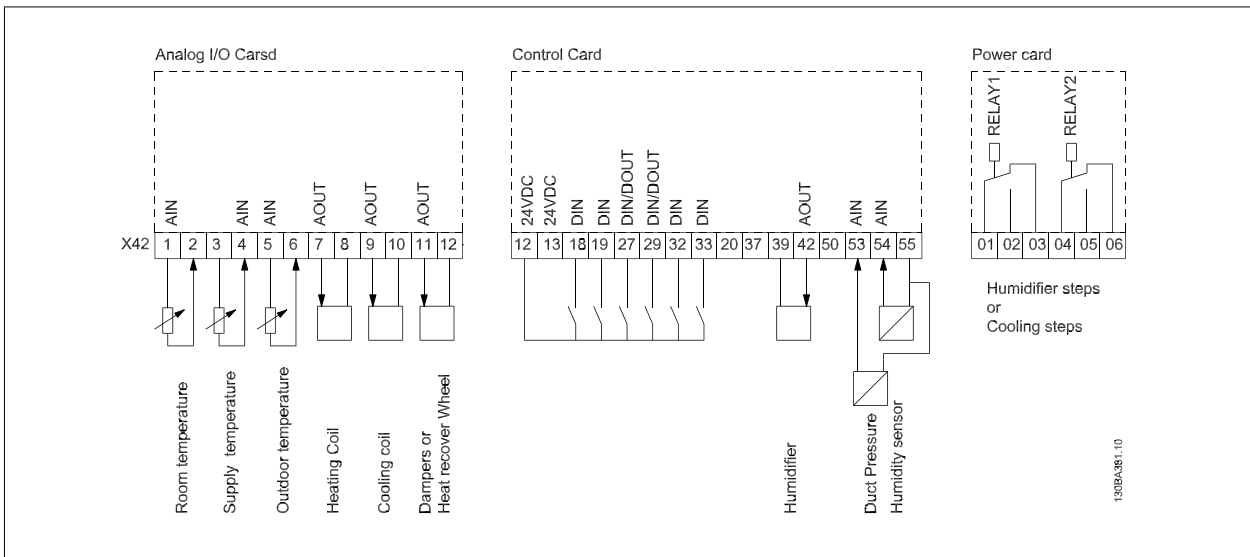 Analog I/O Carsd
Control Card
Power card
AIN
AIN
AIN
AOUT
AOUT
AOUT
24VDC
24VDC
DIN
DIN
DIN/DOUT
DIN/DOUT
DIN
DIN
AOUT
AIN
AIN
RELAY1
RELAY2
X42 1 2 3 4 5 6 7 8 9 10 11 12
12 13 18 19 27 29 32 33 20 37 39 42 50 53 54 55
01 02 03 04 05 06
Humidifier steps
or
Cooling steps
Room temperature
Supply temperature
Outdoor temperature
Heating Coil
Cooling coil
Dampers or
Heat recover Wheel
Humidifier
Duct Pressure
Humidity sensor
130BA381.10